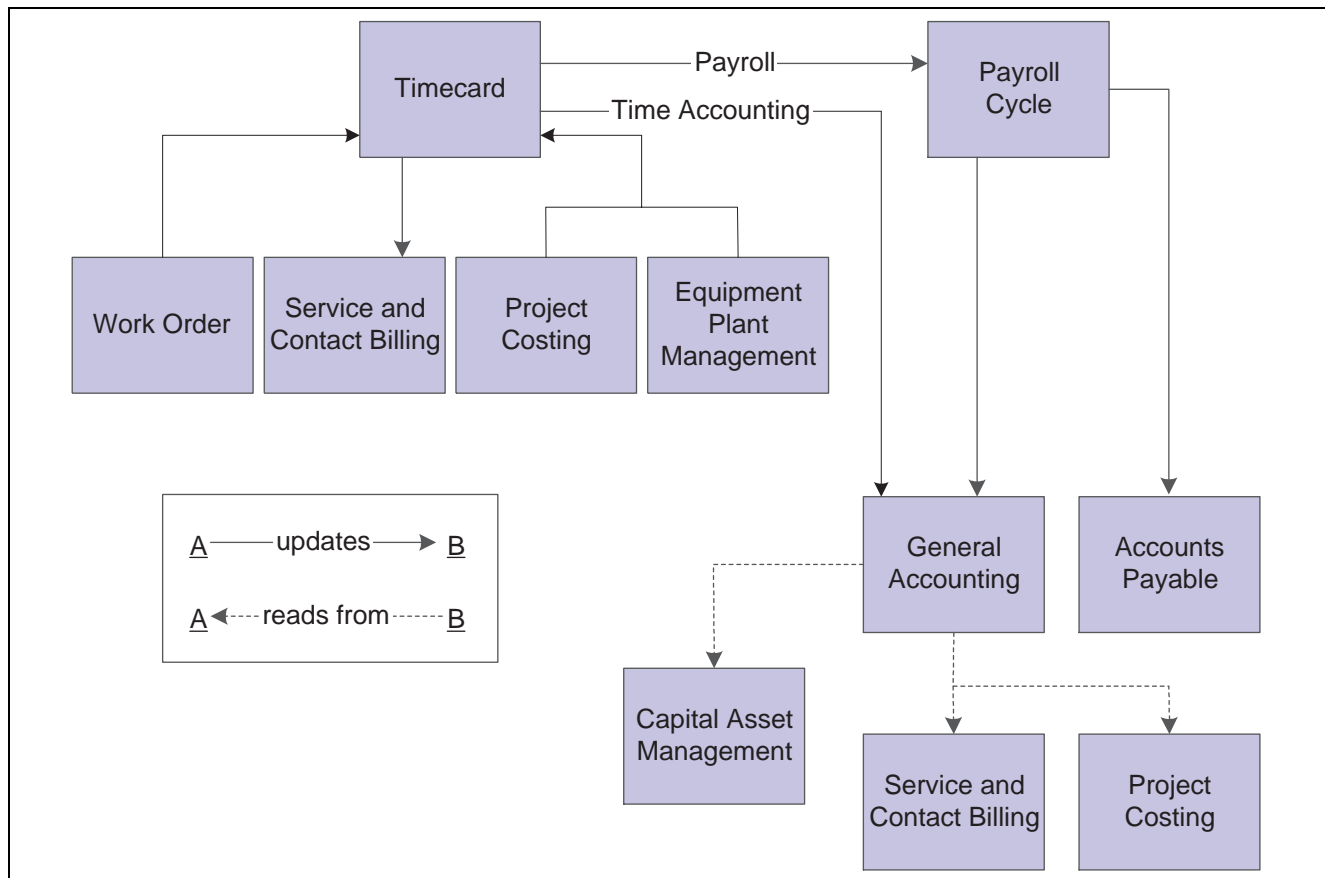 Timecard
Payroll
Payroll
Cycle
Time Accounting
Work Order
Service and
Contact Billing
Project
Costing
Equipment
Plant
Management
A updates B
A reads from B
General
Accounting
Accounts
Payable
Capital Asset
Management
Service and
Contact Billing
Project
Costing